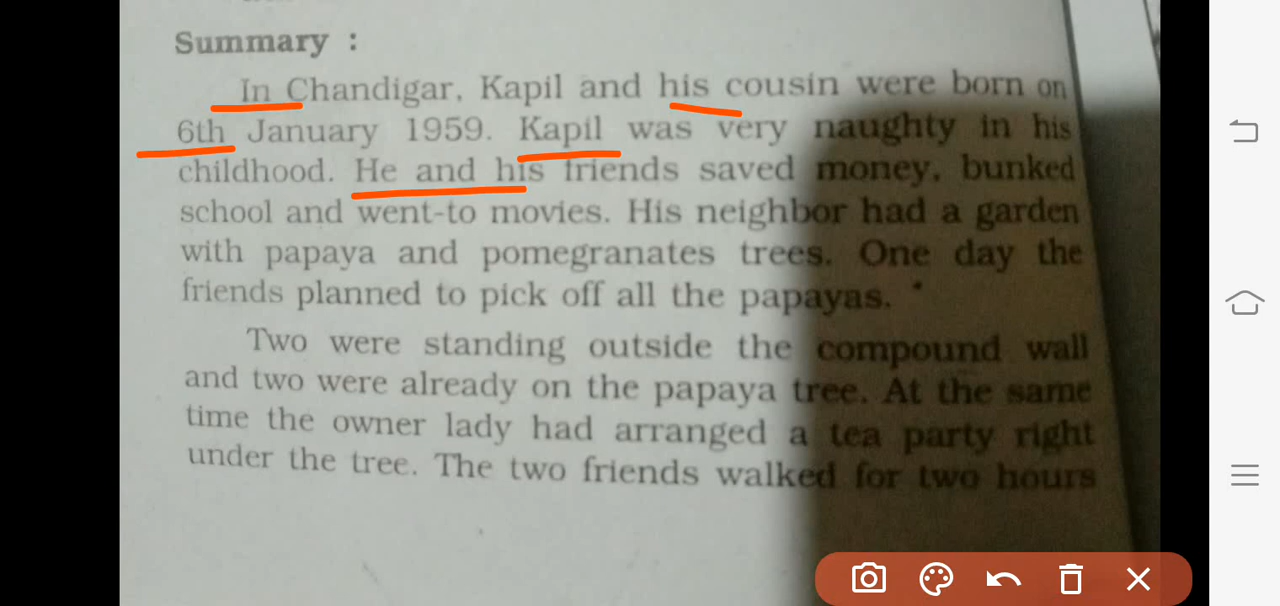 Summary :
In Chandigar, Kapil and his cousin were born on
6th January 1959. Kapil was very naughty in his
childhood. He and his friends saved money, bunked
school and went-to movies. His neighbor had a garden
with papaya and pomegranates trees. One day the
friends planned to pick off all the papayas.
Two were standing outside the compound wall
and two were already on the papaya tree. At the same
time the owner lady had arranged a tea party right
under the tree. The two friends walked for two hours